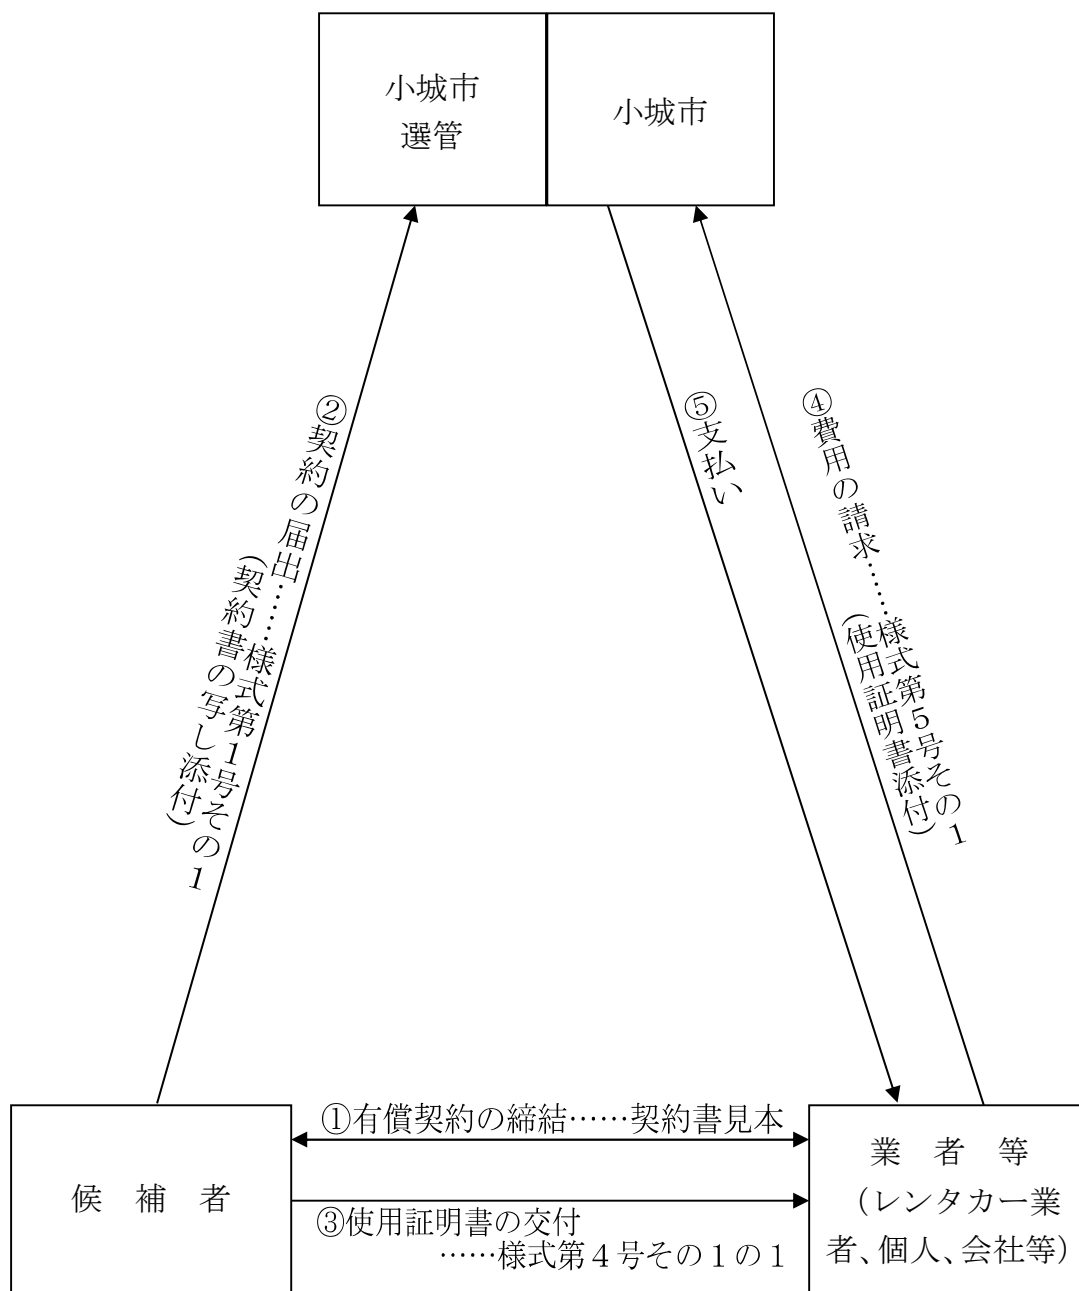 小城市
選管
小城市
②契約の届出……様式第1号その1
(契約書の写し添付)
⑤支払い
④費用の請求……様式第5号その1
(使用証明書添付)
①有償契約の締結……契約書見本
③使用証明書の交付
……様式第4号その1の1
候　補　者
業　者　等
（レンタカー業
者、個人、会社等）